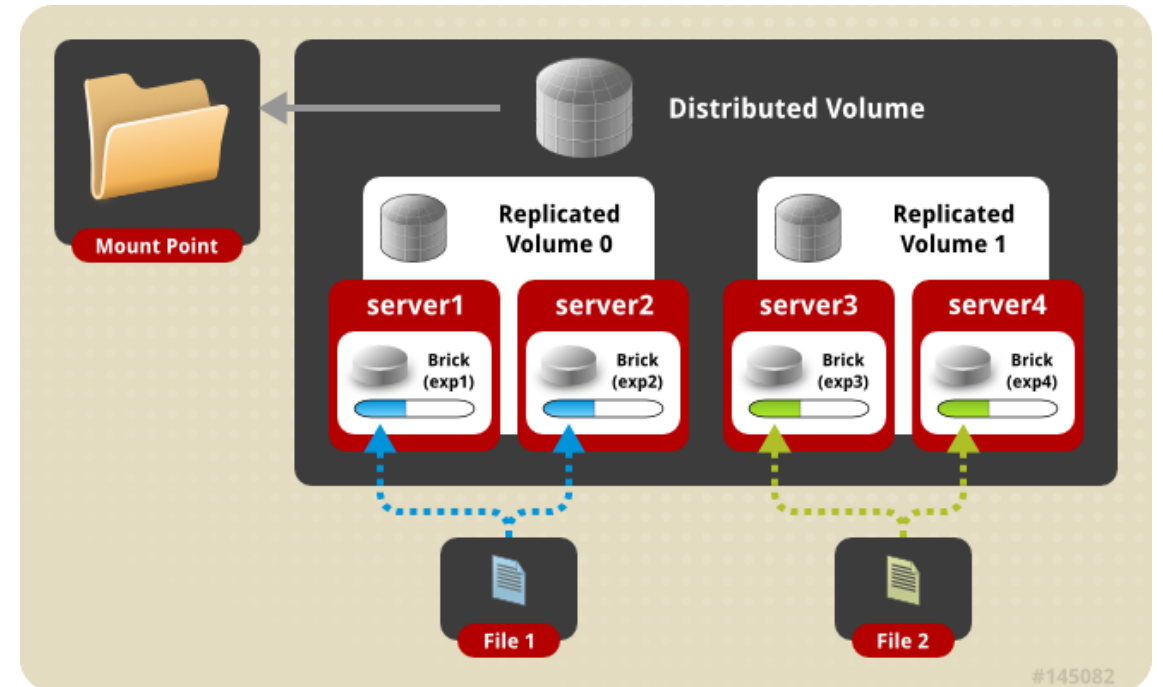 Distributed Volume
Mount Point
Replicated
Volume 0
Replicated
Volume 1
server1
server2
server3
server4
Brick
(exp1)
Brick
(exp2)
Brick
(exp3)
Brick
(exp4)
File 1
File 2
#145082